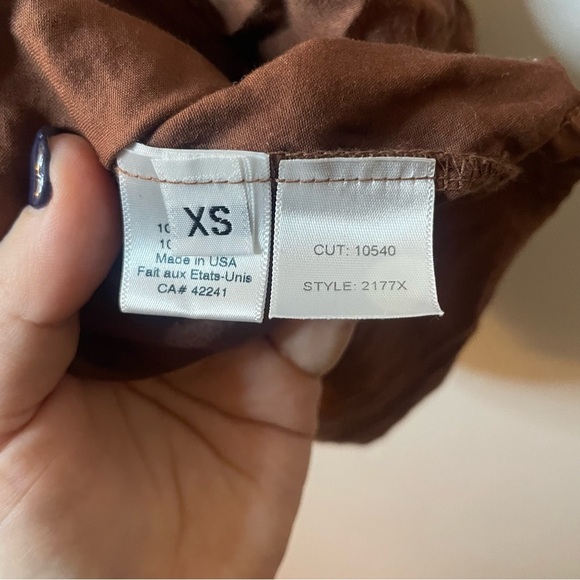 XS
Made in USA
Fait aux Etats-Unis
CA# 42241
CUT: 10540
STYLE: 2177X